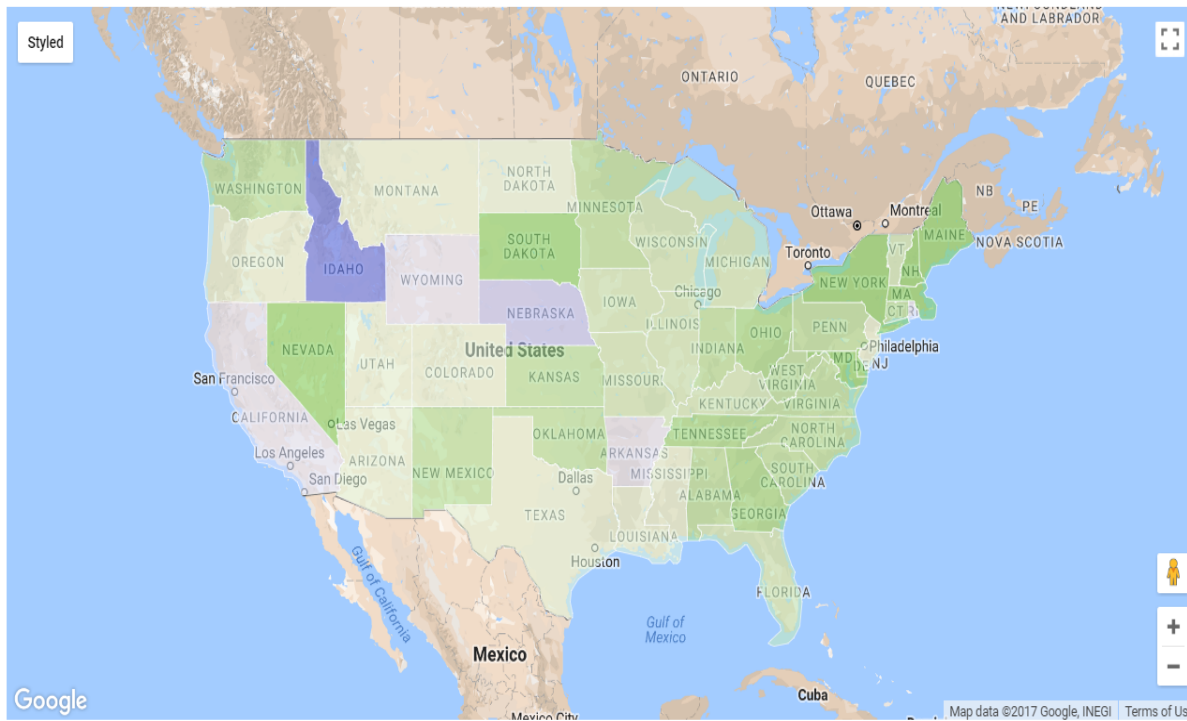 Styled
NEWFOUNDLAND
AND LABRADOR
ONTARIO
QUEBEC
WASHINGTON
MONTANA
NORTH
DAKOTA
MINNESOTA
Ottawa
Montreal
NB
PE
MAINE
NOVA SCOTIA
OREGON
IDAHO
WYOMING
SOUTH
DAKOTA
WISCONSIN
MICHIGAN
Toronto
VT
NH
NEW YORK
MA
CT
RI
NEBRASKA
IOWA
Chicago
ILLINOIS
INDIANA
OHIO
PENN
Philadelphia
MD
DE
NJ
NEVADA
UTAH
COLORADO
United States
KANSAS
MISSOURI
WEST
VIRGINIA
KENTUCKY
VIRGINIA
San Francisco
CALIFORNIA
Las Vegas
Los Angeles
San Diego
ARIZONA
NEW MEXICO
OKLAHOMA
ARKANSAS
TENNESSEE
NORTH
CAROLINA
MISSISSIPPI
SOUTH
CAROLINA
Dallas
TEXAS
ALABAMA
GEORGIA
LOUISIANA
Houston
FLORIDA
Gulf of California
Gulf of
Mexico
Mexico
Cuba
Mexico City
Google
Map data ©2017 Google, INEGI
Terms of Us